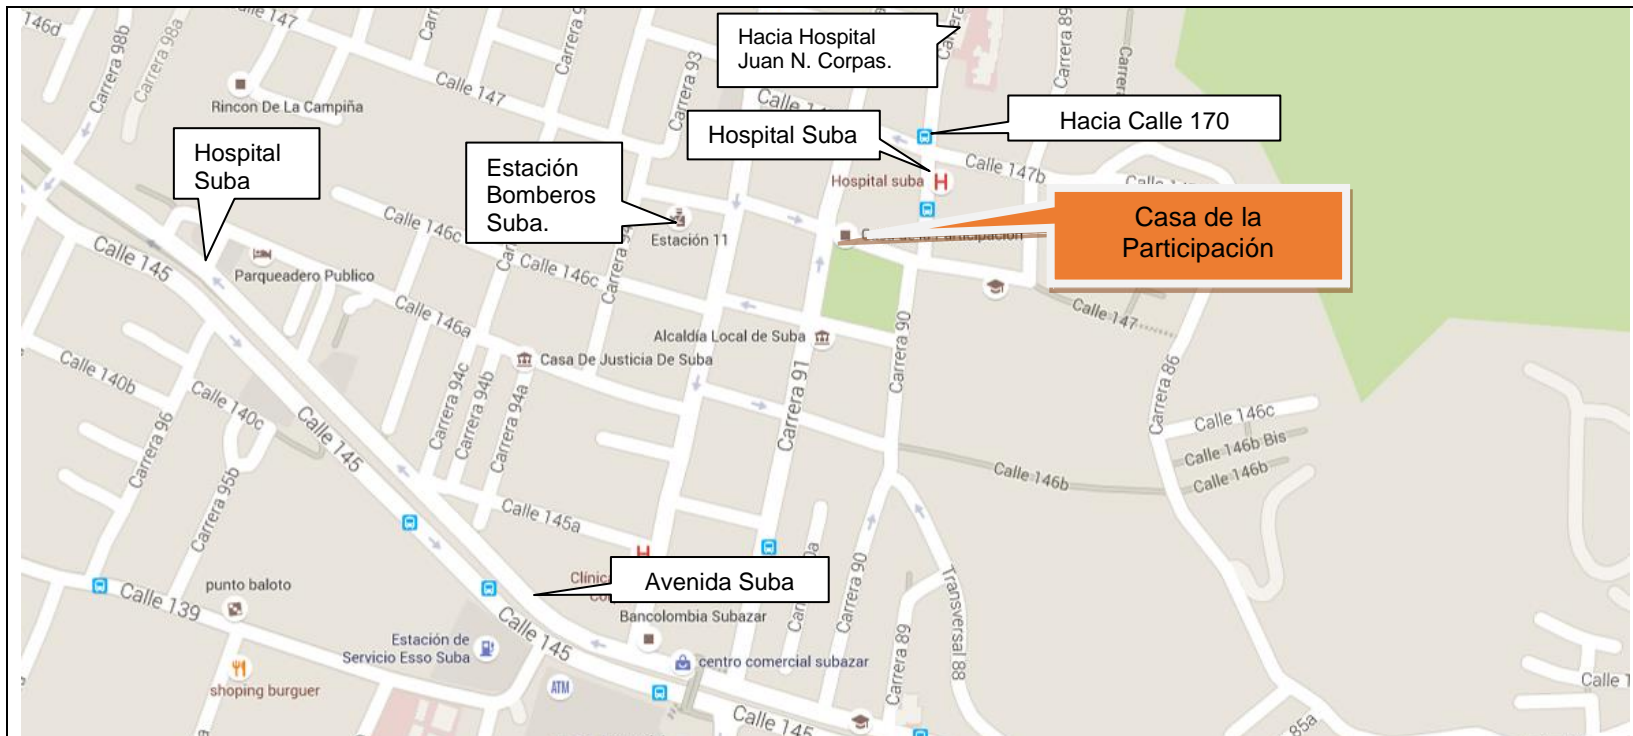 146d
Calle 147
Carrera 98b
Carrera 98a
Rincon De La Campiña
Calle 147
Carrera 93
Hacia Hospital
Juan N. Corpas.
Carrera 89
Hacia Calle 170
Hospital Suba
Hospital
Suba
Estación
Bomberos
Suba.
Hospital suba
Calle 147b
Casa de la
Participación
Estación 11
Calle 146c
Calle 146c
Calle 145
Parqueadero Publico
Calle 146a
Calle 147
Alcaldía Local de Suba
Casa De Justicia De Suba
Carrera 90
Carrera 91
Carrera 86
Calle 140b
Calle 140c
Carrera 96
Carrera 94c
Carrera 94b
Carrera 94a
Calle 145
Carrera 95b
Calle 146c
Calle 146b Bis
Calle 146b
Calle 146b
Calle 145a
Avenida Suba
Carrera 90
Transversal 88
Carrera 89
punto baloto
Calle 139
Bancolombia Subazar
Estación de
Servicio Esso Suba
Calle 145
centro comercial subazar
shoping burguer
ATM
Calle 145
85a